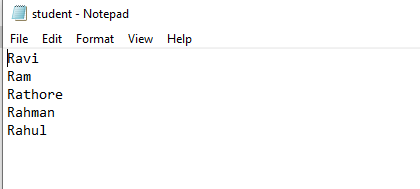 student - Notepad
File Edit Format View Help
Ravi
Ram
Rathore
Rahman
Rahul